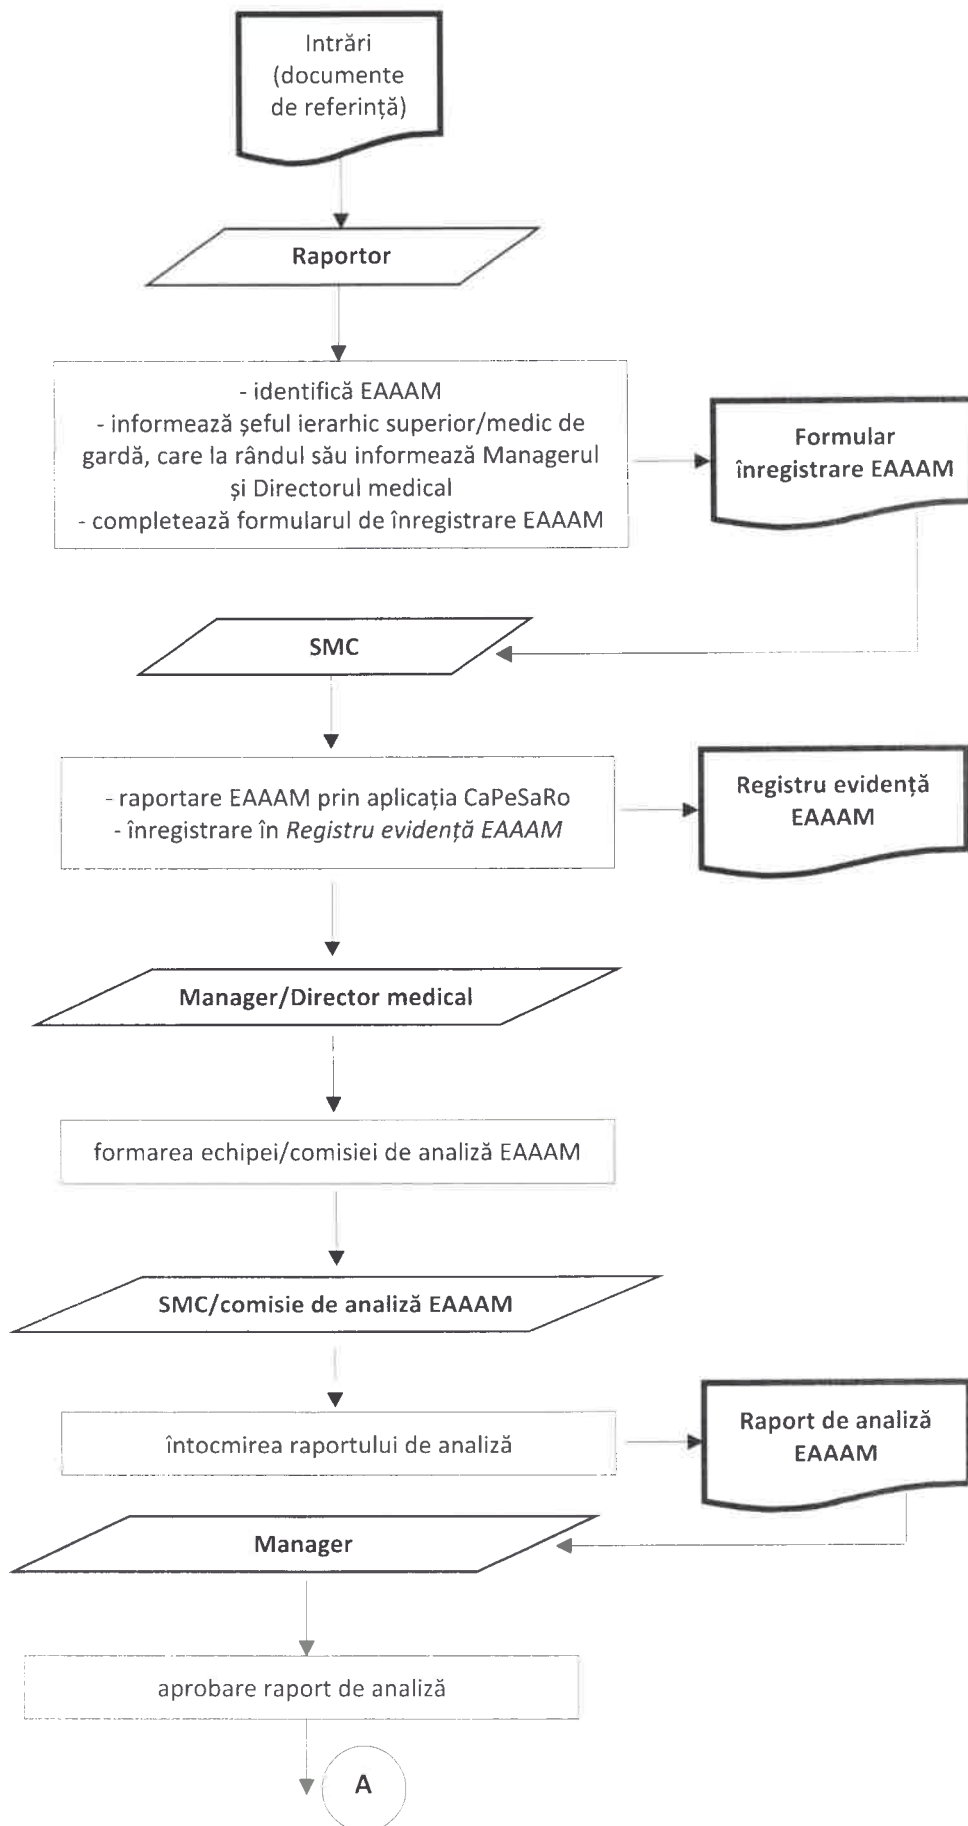 Intrări
(documente
de referință)
Raportor
- identifică EAAAM
- informează șeful ierarhic superior/medic de
gardă, care la rândul său informează Managerul
și Directorul medical
- completează formularul de înregistrare EAAAM
Formular
înregistrare EAAAM
SMC
- raportare EAAAM prin aplicația CaPeSaRo
- înregistrare în Registru evidență EAAAM
Registru evidență
EAAAM
Manager/Director medical
formarea echipei/comisiei de analiză EAAAM
SMC/comisie de analiză EAAAM
întocmirea raportului de analiză
Raport de analiză
EAAAM
Manager
aprobare raport de analiză
A